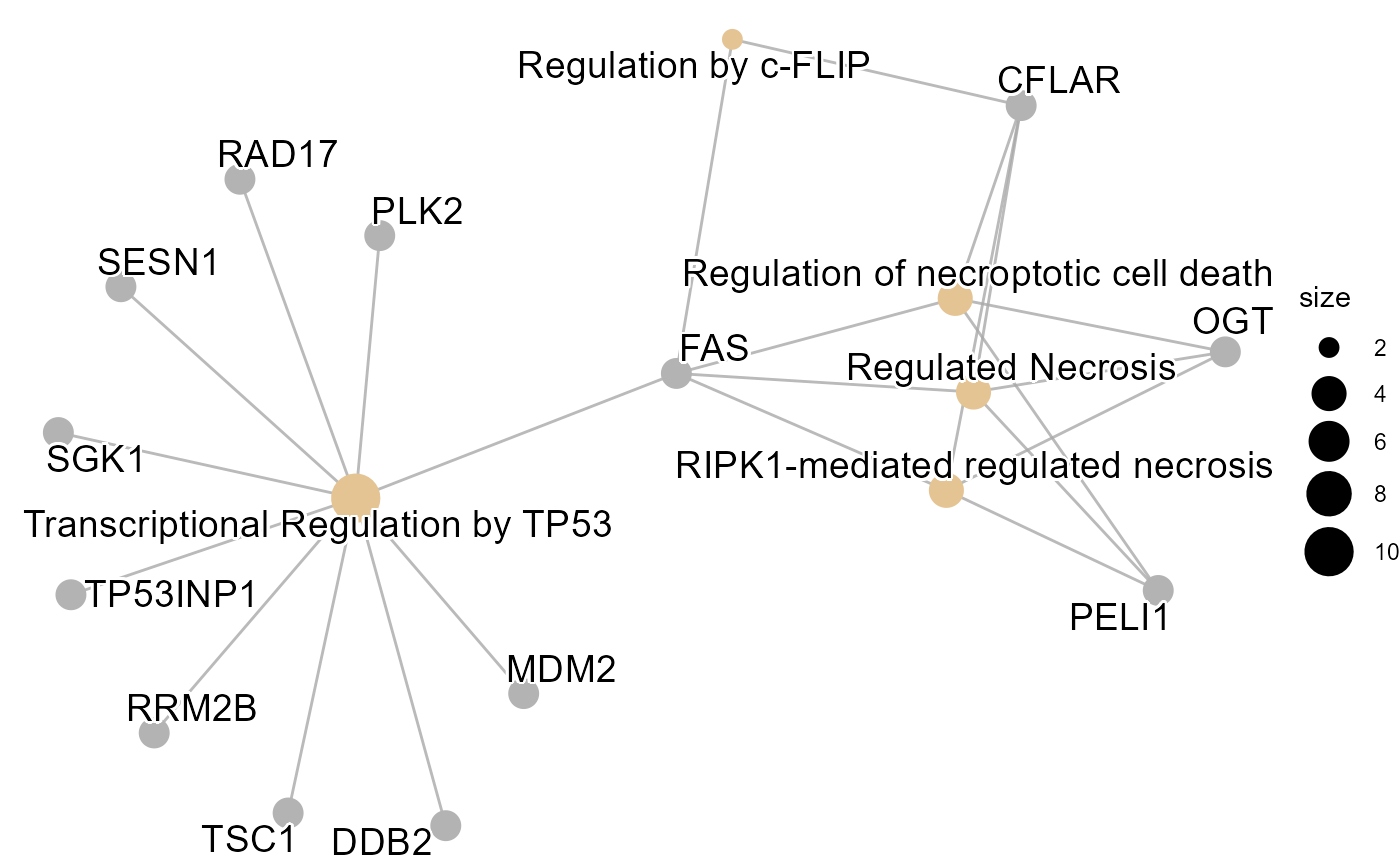 Regulation by c-FLIP
CFLAR
RAD17
PLK2
SESN1
Regulation of necroptotic cell death
size
OGT
2
FAS
Regulated Necrosis
4
6
SGK1
RIPK1-mediated regulated necrosis
8
Transcriptional Regulation by TP53
10
TP53INP1
PELI1
MDM2
RRM2B
TSC1
DDB2